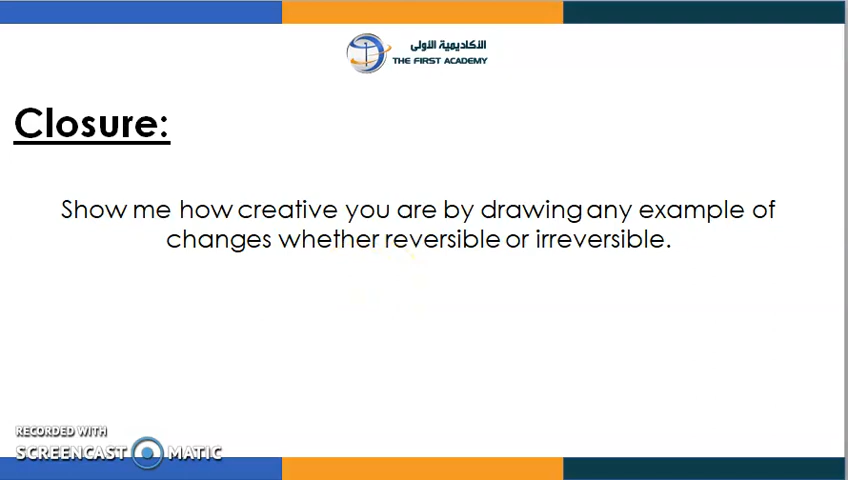 الأكاديمية الأولى
THE FIRST ACADEMY
Closure:
Show me how creative you are by drawing any example of
changes whether reversible or irreversible.
RECORDED WITH
SCREENCAST MATIC